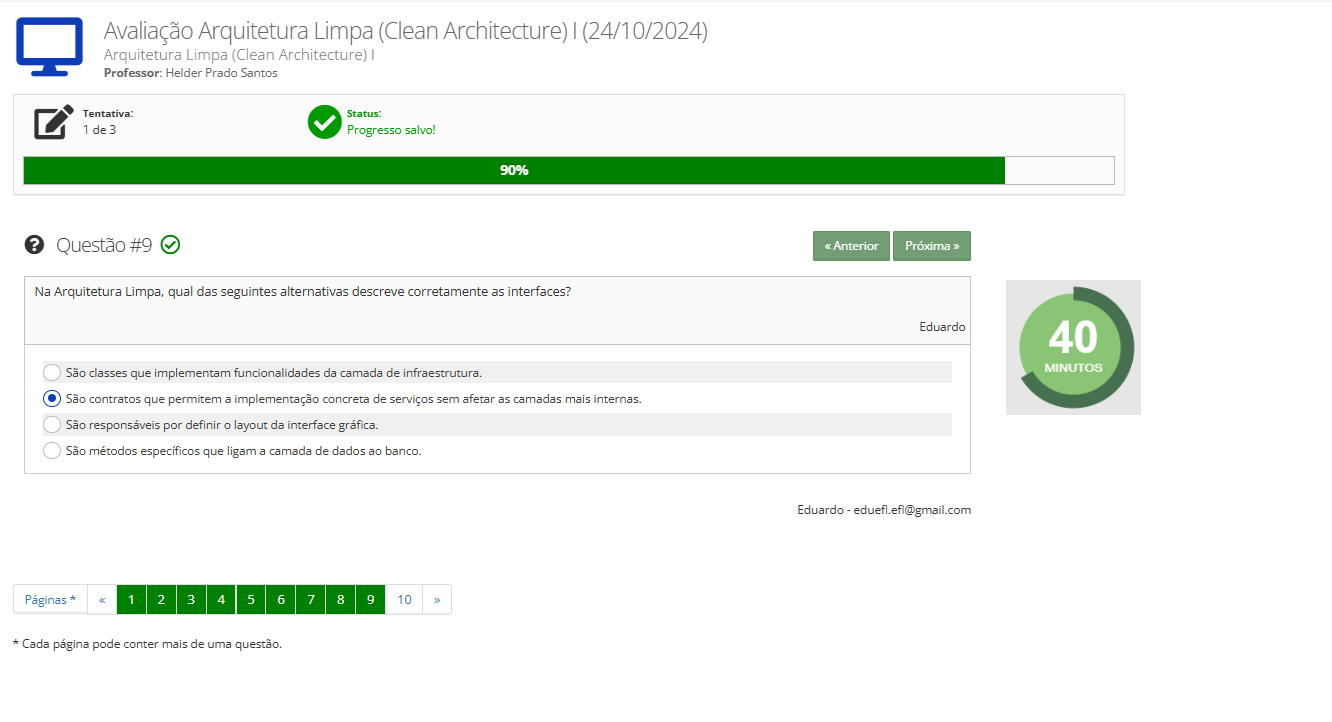 Avaliação Arquitetura Limpa (Clean Architecture) I (24/10/2024)
Arquitetura Limpa (Clean Architecture) I
Professor: Helder Prado Santos
Tentativa:
1 de 3
Status:
Progresso salvo!
90%
Questão #9
« Anterior
Próxima »
Na Arquitetura Limpa, qual das seguintes alternativas descreve corretamente as interfaces?
Eduardo
São classes que implementam funcionalidades da camada de infraestrutura.
São contratos que permitem a implementação concreta de serviços sem afetar as camadas mais internas.
São responsáveis por definir o layout da interface gráfica.
São métodos específicos que ligam a camada de dados ao banco.
40
MINUTOS
Eduardo - eduefl.efl@gmail.com
Páginas * « 1 2 3 4 5 6 7 8 9 10 »
* Cada página pode conter mais de uma questão.